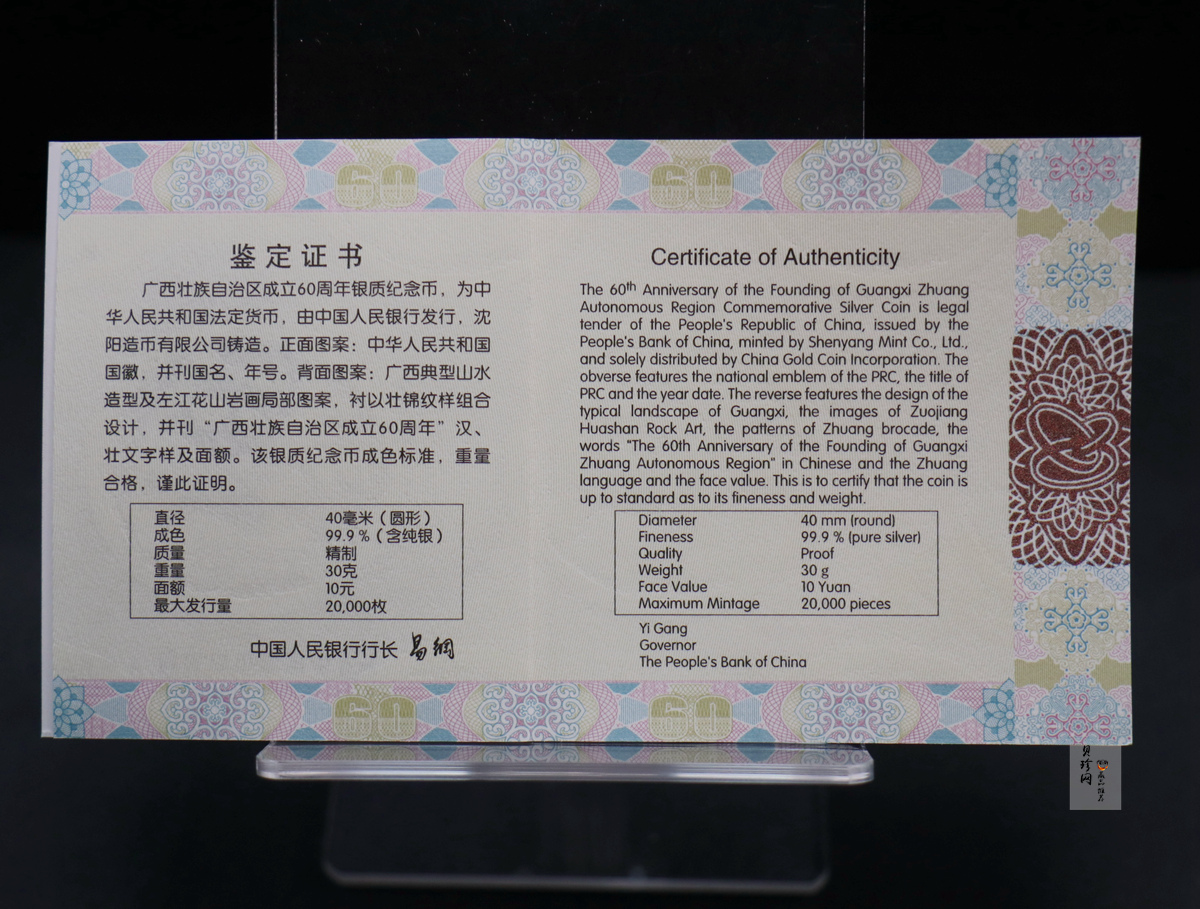 鉴定证书
广西壮族自治区成立60周年银质纪念币，为中
华人民共和国法定货币，由中国人民银行发行，沈
阳造币有限公司铸造。正面图案：中华人民共和国
国徽，并刊国名、年号。背面图案：广西典型山水
造型及左江花山岩画局部图案，衬以壮锦纹样组合
设计，并刊“广西壮族自治区成立60周年”汉、
壮文字样及面额。该银质纪念币成色标准，重量
合格，谨此证明。
直径 40毫米（圆形）
成色 99.9％（含纯银）
质量 精制
重量 30克
面额 10元
最大发行量 20,000枚
中国人民银行行长 易纲
Certificate of Authenticity
The 60th Anniversary of the Founding of Guangxi Zhuang
Autonomous Region Commemorative Silver Coin is legal
tender of the People's Republic of China, issued by the
People's Bank of China, minted by Shenyang Mint Co., Ltd.,
and solely distributed by China Gold Coin Incorporation. The
obverse features the national emblem of the PRC, the title of
PRC and the year date. The reverse features the design of the
typical landscape of Guangxi, the images of Zuojiang
Huashan Rock Art, the patterns of Zhuang brocade, the
words "The 60th Anniversary of the Founding of Guangxi
Zhuang Autonomous Region" in Chinese and the Zhuang
language and the face value. This is to certify that the coin is
up to standard as to its fineness and weight.
Diameter 40 mm (round)
Fineness 99.9 % (pure silver)
Quality Proof
Weight 30 g
Face Value 10 Yuan
Maximum Mintage 20,000 pieces
Yi Gang
Governor
The People's Bank of China
60
60
60
60
贝珍网